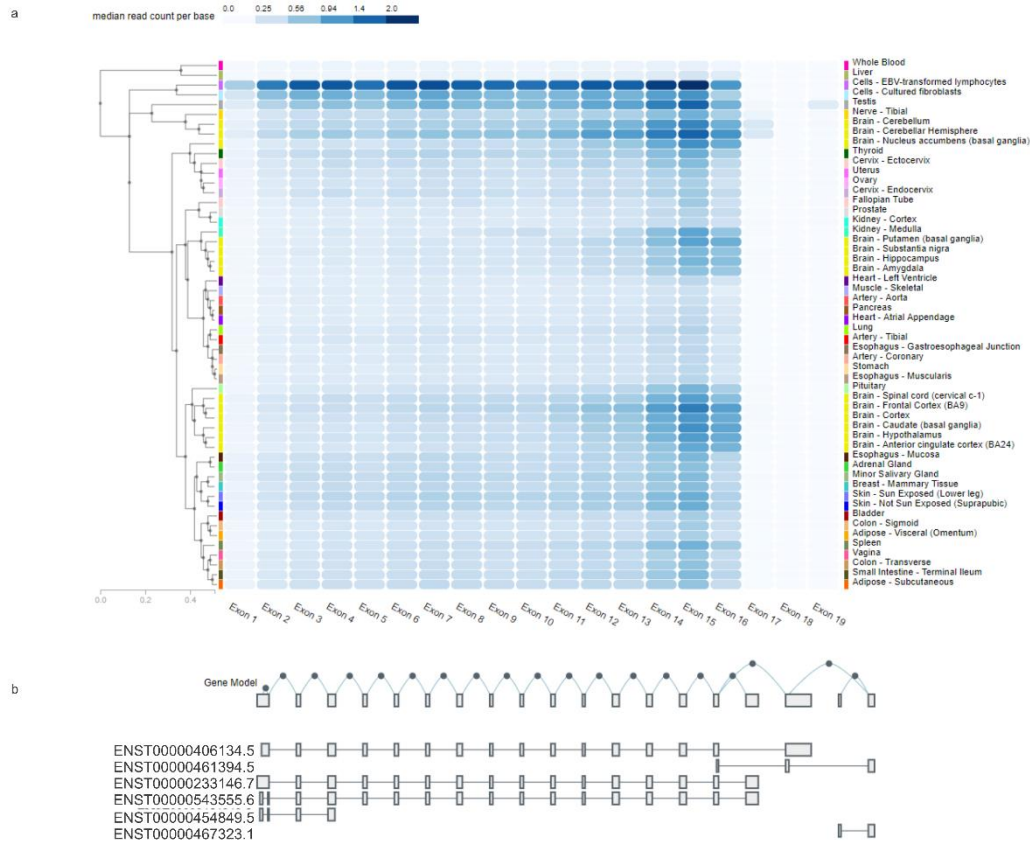 a
median read count per base
0.0 0.25 0.56 0.94 1.4 2.0
Whole Blood
Liver
Cells - EBV-transformed lymphocytes
Cells - Cultured fibroblasts
Testis
Nerve - Tibial
Brain - Cerebellum
Brain - Cerebellar Hemisphere
Brain - Nucleus accumbens (basal ganglia)
Thyroid
Cervix - Ectocervix
Uterus
Ovary
Cervix - Endocervix
Fallopian Tube
Prostate
Kidney - Cortex
Kidney - Medulla
Brain - Putamen (basal ganglia)
Brain - Substantia nigra
Brain - Hippocampus
Brain - Amygdala
Heart - Left Ventricle
Muscle - Skeletal
Artery - Aorta
Pancreas
Heart - Atrial Appendage
Lung
Artery - Tibial
Esophagus - Gastroesophageal Junction
Artery - Coronary
Stomach
Esophagus - Muscularis
Pituitary
Brain - Spinal cord (cervical c-1)
Brain - Frontal Cortex (BA9)
Brain - Cortex
Brain - Caudate (basal ganglia)
Brain - Hypothalamus
Brain - Anterior cingulate cortex (BA24)
Esophagus - Mucosa
Adrenal Gland
Minor Salivary Gland
Breast - Mammary Tissue
Skin - Sun Exposed (Lower leg)
Skin - Not Sun Exposed (Suprapubic)
Bladder
Colon - Sigmoid
Adipose - Visceral (Omentum)
Spleen
Vagina
Colon - Transverse
Small Intestine - Terminal Ileum
Adipose - Subcutaneous
0.0 0.2 0.4
Exon 1 Exon 2 Exon 3 Exon 4 Exon 5 Exon 6 Exon 7 Exon 8 Exon 9 Exon 10 Exon 11 Exon 12 Exon 13 Exon 14 Exon 15 Exon 16 Exon 17 Exon 18 Exon 19
b
Gene Model
ENST00000406134.5
ENST00000461394.5
ENST00000233146.7
ENST00000543555.6
ENST00000454849.5
ENST00000467323.1